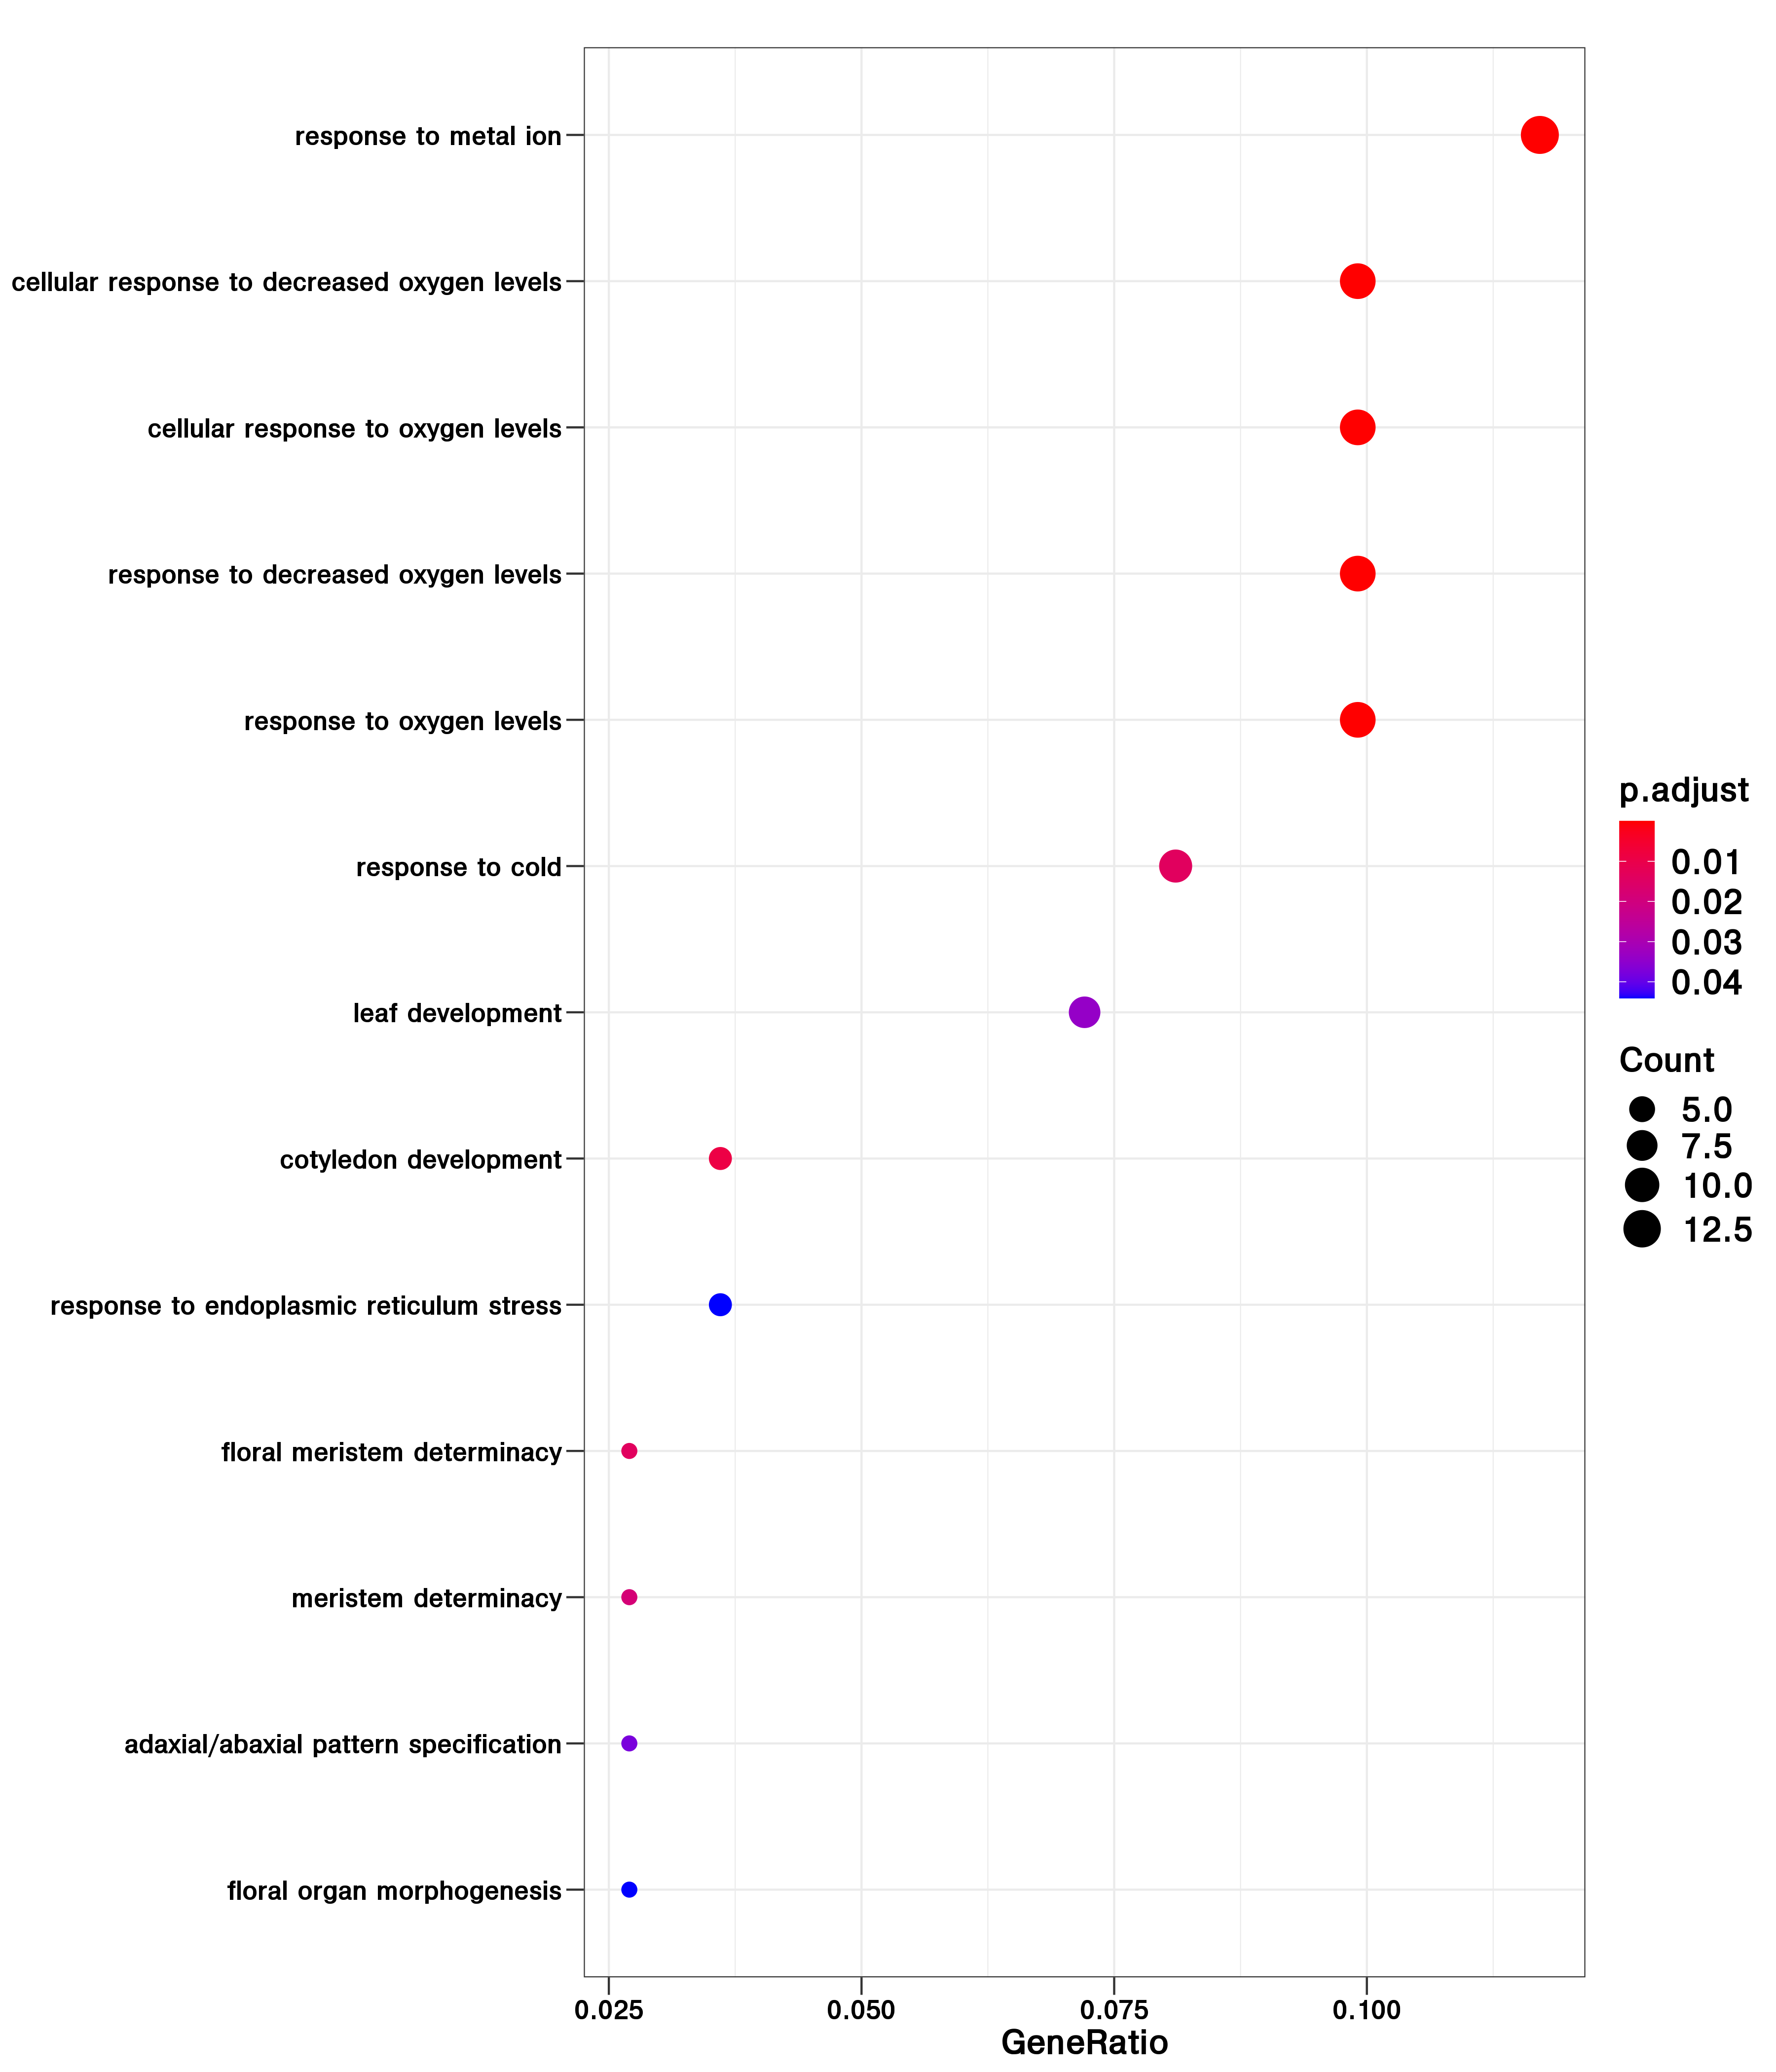 response to metal ion
cellular response to decreased oxygen levels
cellular response to oxygen levels
response to decreased oxygen levels
response to oxygen levels
response to cold
leaf development
cotyledon development
response to endoplasmic reticulum stress
floral meristem determinacy
meristem determinacy
adaxial/abaxial pattern specification
floral organ morphogenesis
0.025 0.050 0.075 0.100
GeneRatio
p.adjust
0.01
0.02
0.03
0.04
Count
5.0
7.5
10.0
12.5